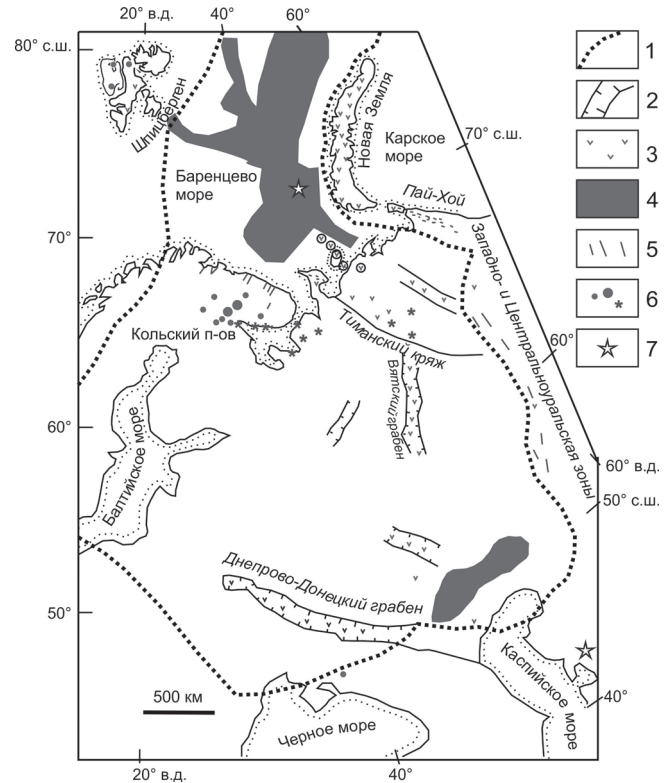 20° в.д.
40°
60°
80° с.ш.
Шпицберген
Новая Земля
Карское
море
70° с.ш.
Баренцево
море
Пай-Хой
70°
Западно- и Центральноуральская зоны
Кольский п-ов
Тиманский кряж
60°
Вятский грабен
60°
Балтийское море
60° в.д.
50° с.ш.
Днепрово-Донецкий грабен
50°
Каспийское море
500 км
40°
Черное море
20° в.д.
40°
1
2
3
4
5
6
7